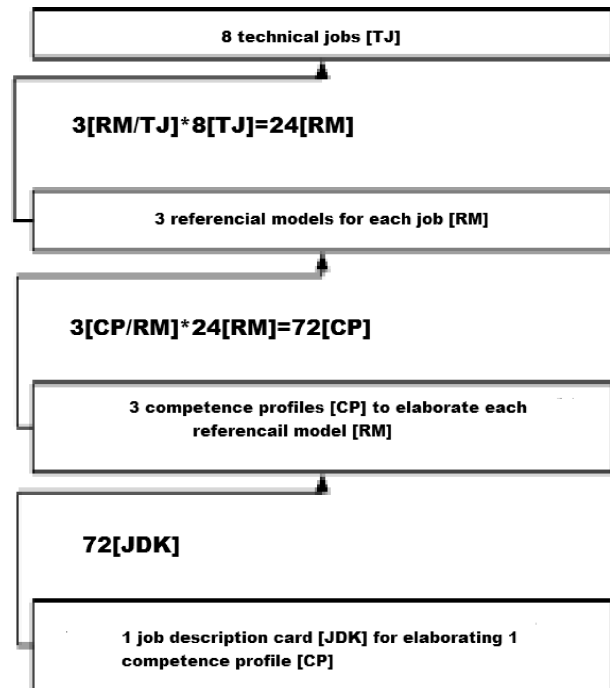 8 technical jobs [TJ]
3[RM/TJ]*8[TJ]=24[RM]
3 referencial models for each job [RM]
3[CP/RM]*24[RM]=72[CP]
3 competence profiles [CP] to elaborate each
referencail model [RM]
72[JDK]
1 job description card [JDK] for elaborating 1
competence profile [CP]